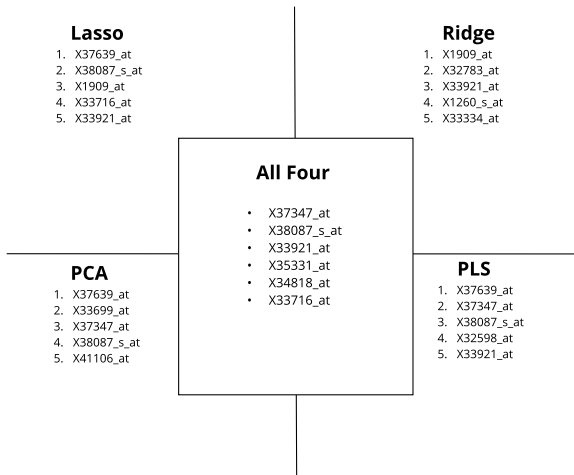 Lasso
1. X37639_at
2. X38087_s_at
3. X1909_at
4. X33716_at
5. X33921_at
Ridge
1. X1909_at
2. X32783_at
3. X33921_at
4. X1260_s_at
5. X33334_at
All Four
• X37347_at
• X38087_s_at
• X33921_at
• X35331_at
• X34818_at
• X33716_at
PCA
1. X37639_at
2. X33699_at
3. X37347_at
4. X38087_s_at
5. X41106_at
PLS
1. X37639_at
2. X37347_at
3. X38087_s_at
4. X32598_at
5. X33921_at